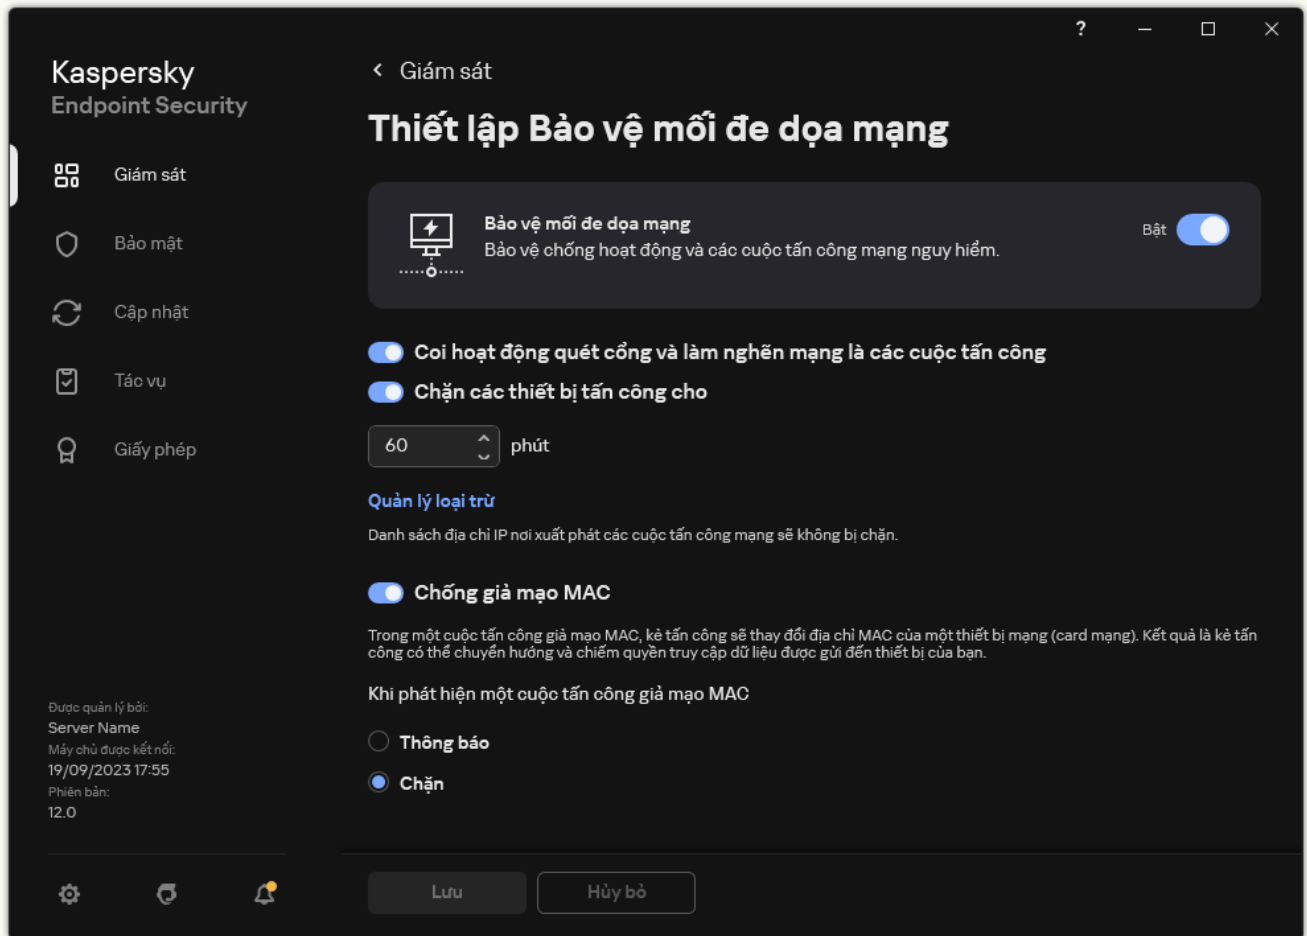 ?
Kaspersky
Endpoint Security
Giám sát
Bảo mật
Cập nhật
Tác vụ
Giấy phép
Được quản lý bởi:
Server Name
Máy chủ được kết nối:
19/09/2023 17:55
Phiên bản:
12.0
Giám sát
Thiết lập Bảo vệ mối đe dọa mạng
Bảo vệ mối đe dọa mạng
Bảo vệ chống hoạt động và các cuộc tấn công mạng nguy hiểm.
Bật
Coi hoạt động quét cổng và làm nghẽn mạng là các cuộc tấn công
Chặn các thiết bị tấn công cho
60 phút
Quản lý loại trừ
Danh sách địa chỉ IP nơi xuất phát các cuộc tấn công mạng sẽ không bị chặn.
Chống giả mạo MAC
Trong một cuộc tấn công giả mạo MAC, kẻ tấn công sẽ thay đổi địa chỉ MAC của một thiết bị mạng (card mạng). Kết quả là kẻ tấn
công có thể chuyển hướng và chiếm quyền truy cập dữ liệu được gửi đến thiết bị của bạn.
Khi phát hiện một cuộc tấn công giả mạo MAC
Thông báo
Chặn
Lưu
Hủy bỏ